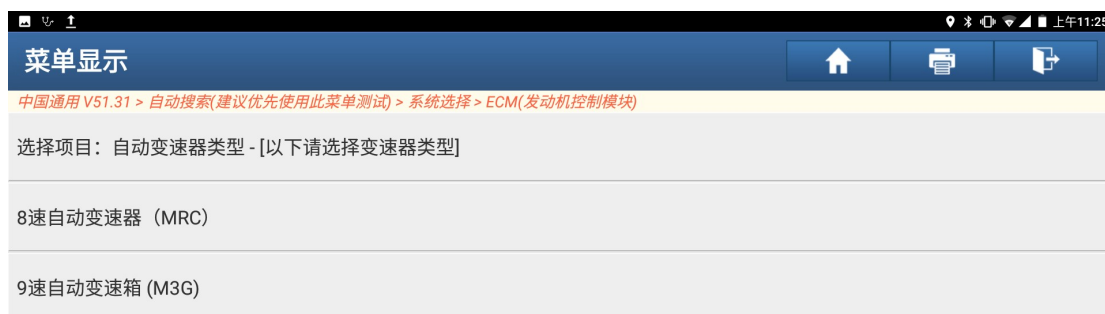 上午11:25
菜单显示
中国通用 V51.31 > 自动搜索(建议优先使用此菜单测试) > 系统选择 > ECM(发动机控制模块)
选择项目：自动变速器类型 - [以下请选择变速器类型]
8速自动变速器（MRC）
9速自动变速箱 (M3G)